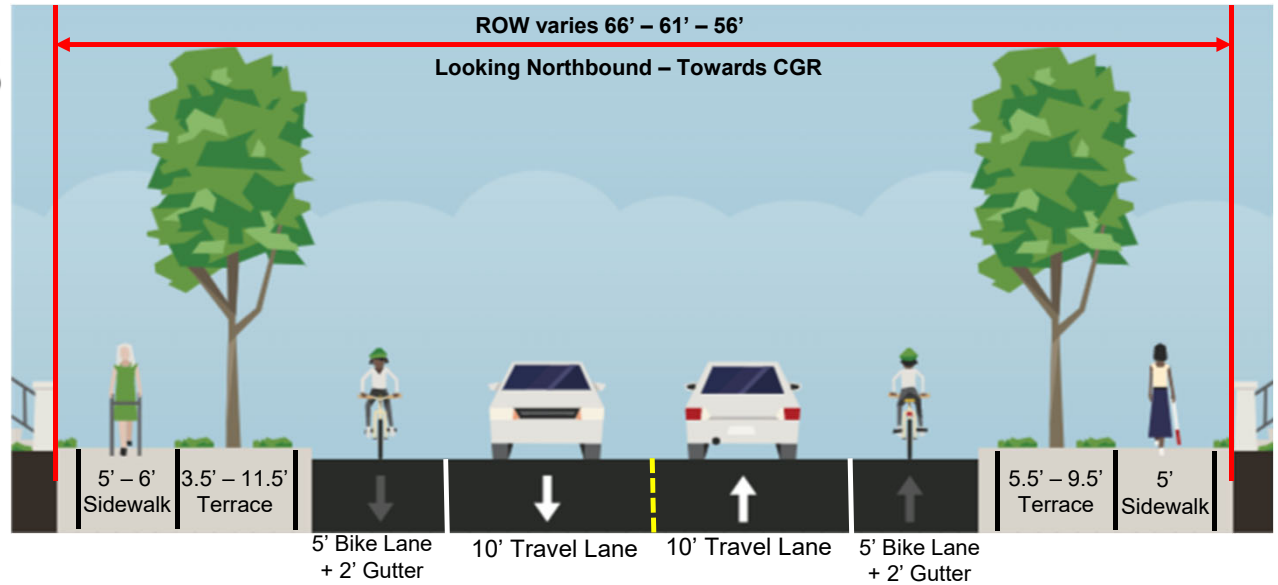 ROW varies 66’ – 61’ – 56’
Looking Northbound – Towards CGR
5’ – 6’
Sidewalk
3.5’ – 11.5’
Terrace
5’ Bike Lane
+ 2’ Gutter
10’ Travel Lane
10’ Travel Lane
5’ Bike Lane
+ 2’ Gutter
5.5’ – 9.5’
Terrace
5’
Sidewalk